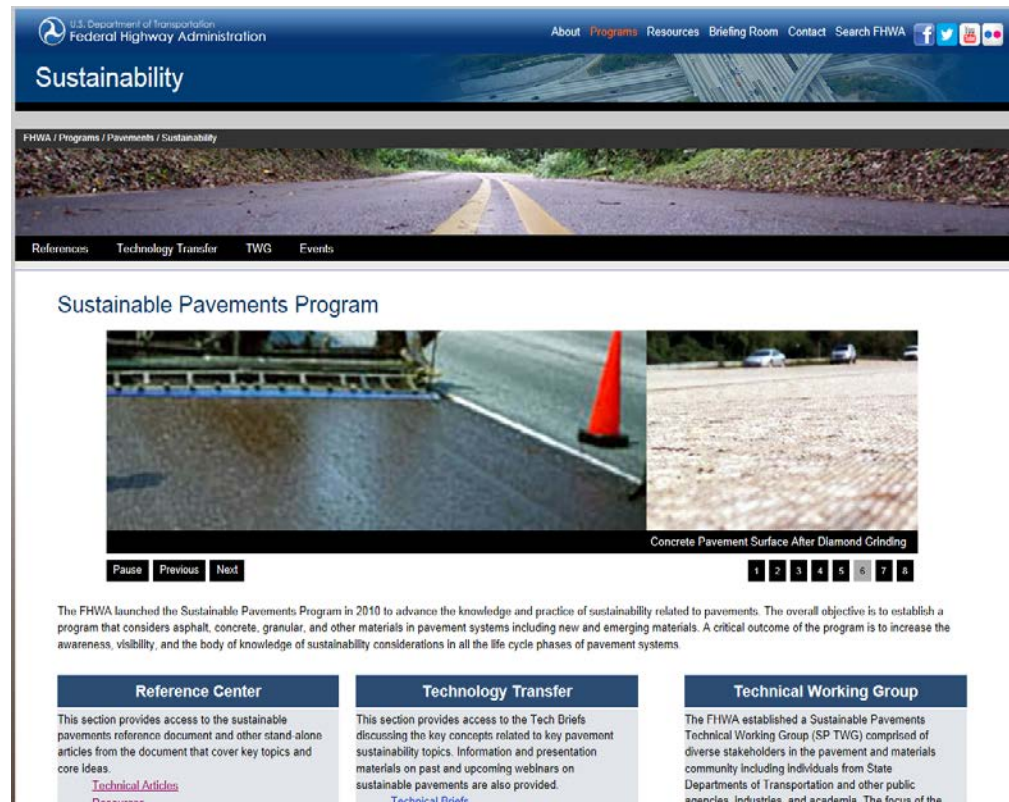 U.S. Department of Transportation
Federal Highway Administration
About Programs Resources Briefing Room Contact Search FHWA
Sustainability
FHWA / Programs / Pavements / Sustainability
References Technology Transfer TWG Events
Sustainable Pavements Program
Concrete Pavement Surface After Diamond Grinding
Pause Previous Next 1 2 3 4 5 6 7 8
The FHWA launched the Sustainable Pavements Program in 2010 to advance the knowledge and practice of sustainability related to pavements. The overall objective is to establish a
program that considers asphalt, concrete, granular, and other materials in pavement systems including new and emerging materials. A critical outcome of the program is to increase the
awareness, visibility, and the body of knowledge of sustainability considerations in all the life cycle phases of pavement systems.
Reference Center
This section provides access to the sustainable
pavements reference document and other stand-alone
articles from the document that cover key topics and
core ideas.
Technical Articles
Resources
Technology Transfer
This section provides access to the Tech Briefs
discussing the key concepts related to key pavement
sustainability topics. Information and presentation
materials on past and upcoming webinars on
sustainable pavements are also provided.
Technical Briefs
Technical Working Group
The FHWA established a Sustainable Pavements
Technical Working Group (SP TWG) comprised of
diverse stakeholders in the pavement and materials
community including individuals from State
Departments of Transportation and other public
agencies, industries, and academia. The focus of the